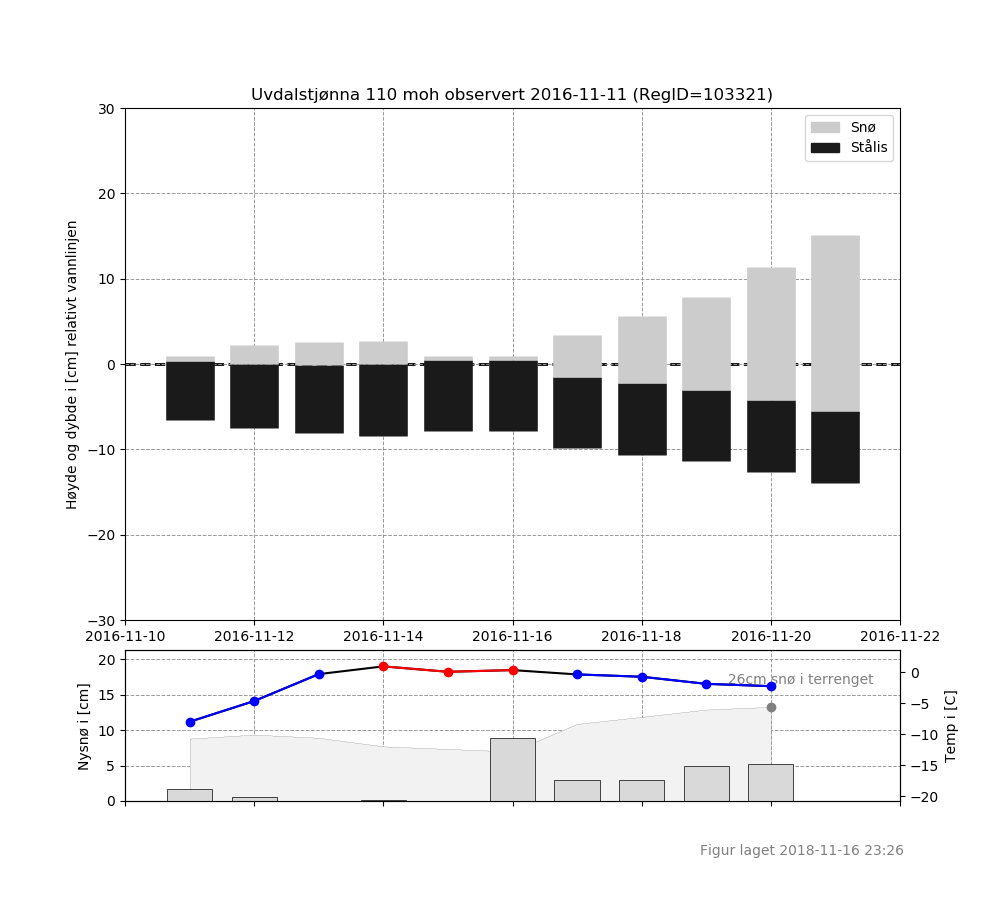 Uvdalstjønna 110 moh observert 2016-11-11 (RegID=103321)
Høyde og dybde i [cm] relativt vannlinjen
30
20
10
0
−10
−20
−30
Snø
Stålis
2016-11-10 2016-11-12 2016-11-14 2016-11-16 2016-11-18 2016-11-20 2016-11-22
Nysnø i [cm]
20
15
10
5
0
26cm snø i terrenget
0
−5
−10
−15
−20
Temp i [C]
Figur laget 2018-11-16 23:26